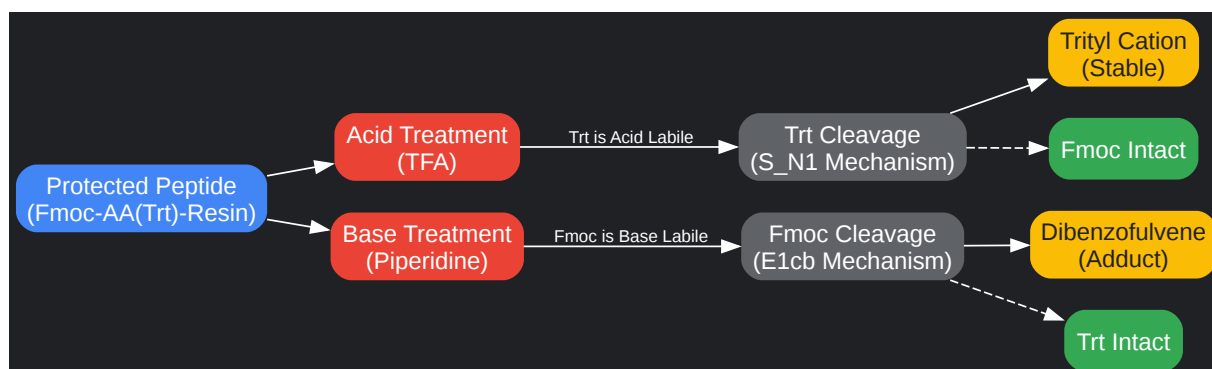 Protected Peptide
(Fmoc-AA(Trt)-Resin)
Acid Treatment
(TFA)
Trt is Acid Labile
Trt Cleavage
(S_N1 Mechanism)
Trityl Cation
(Stable)
Fmoc Intact
Base Treatment
(Piperidine)
Fmoc is Base Labile
Fmoc Cleavage
(E1cb Mechanism)
Dibenzofulvene
(Adduct)
Trt Intact